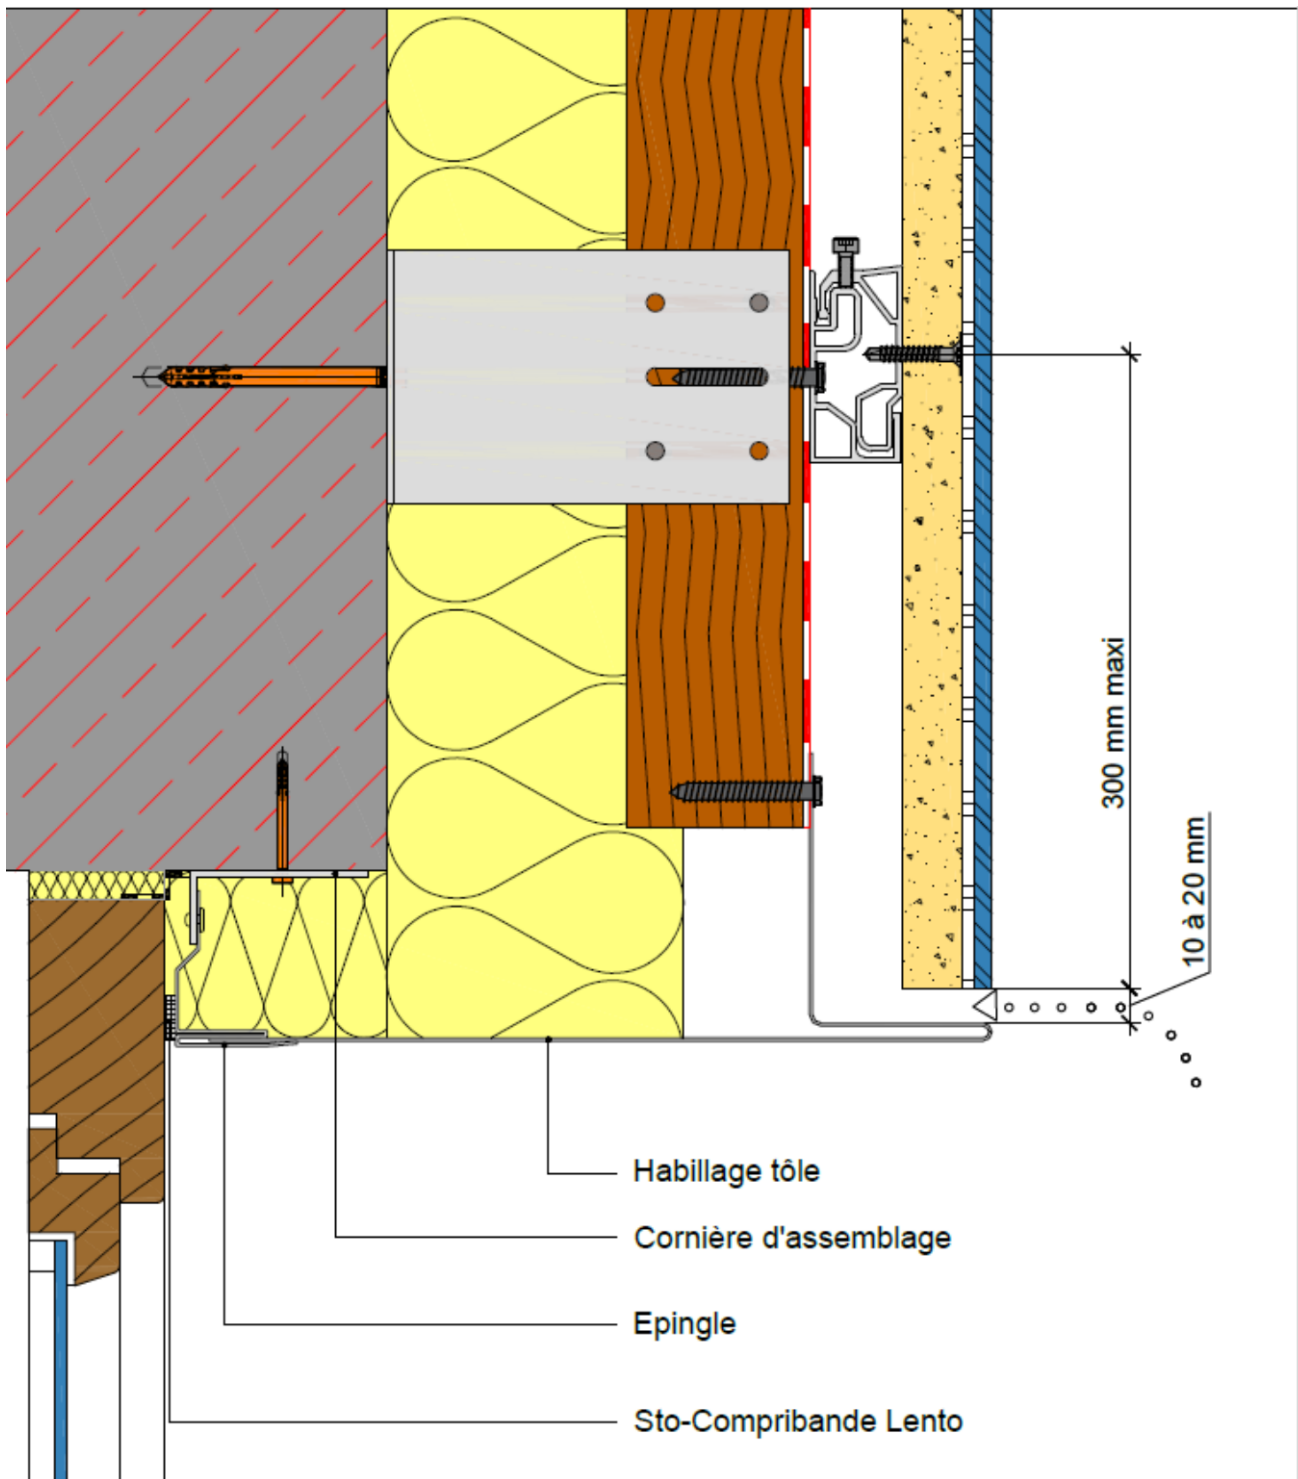 300 mm maxi
10 à 20 mm
Habillage tôle
Cornière d'assemblage
Epingle
Sto-Compribande Lento